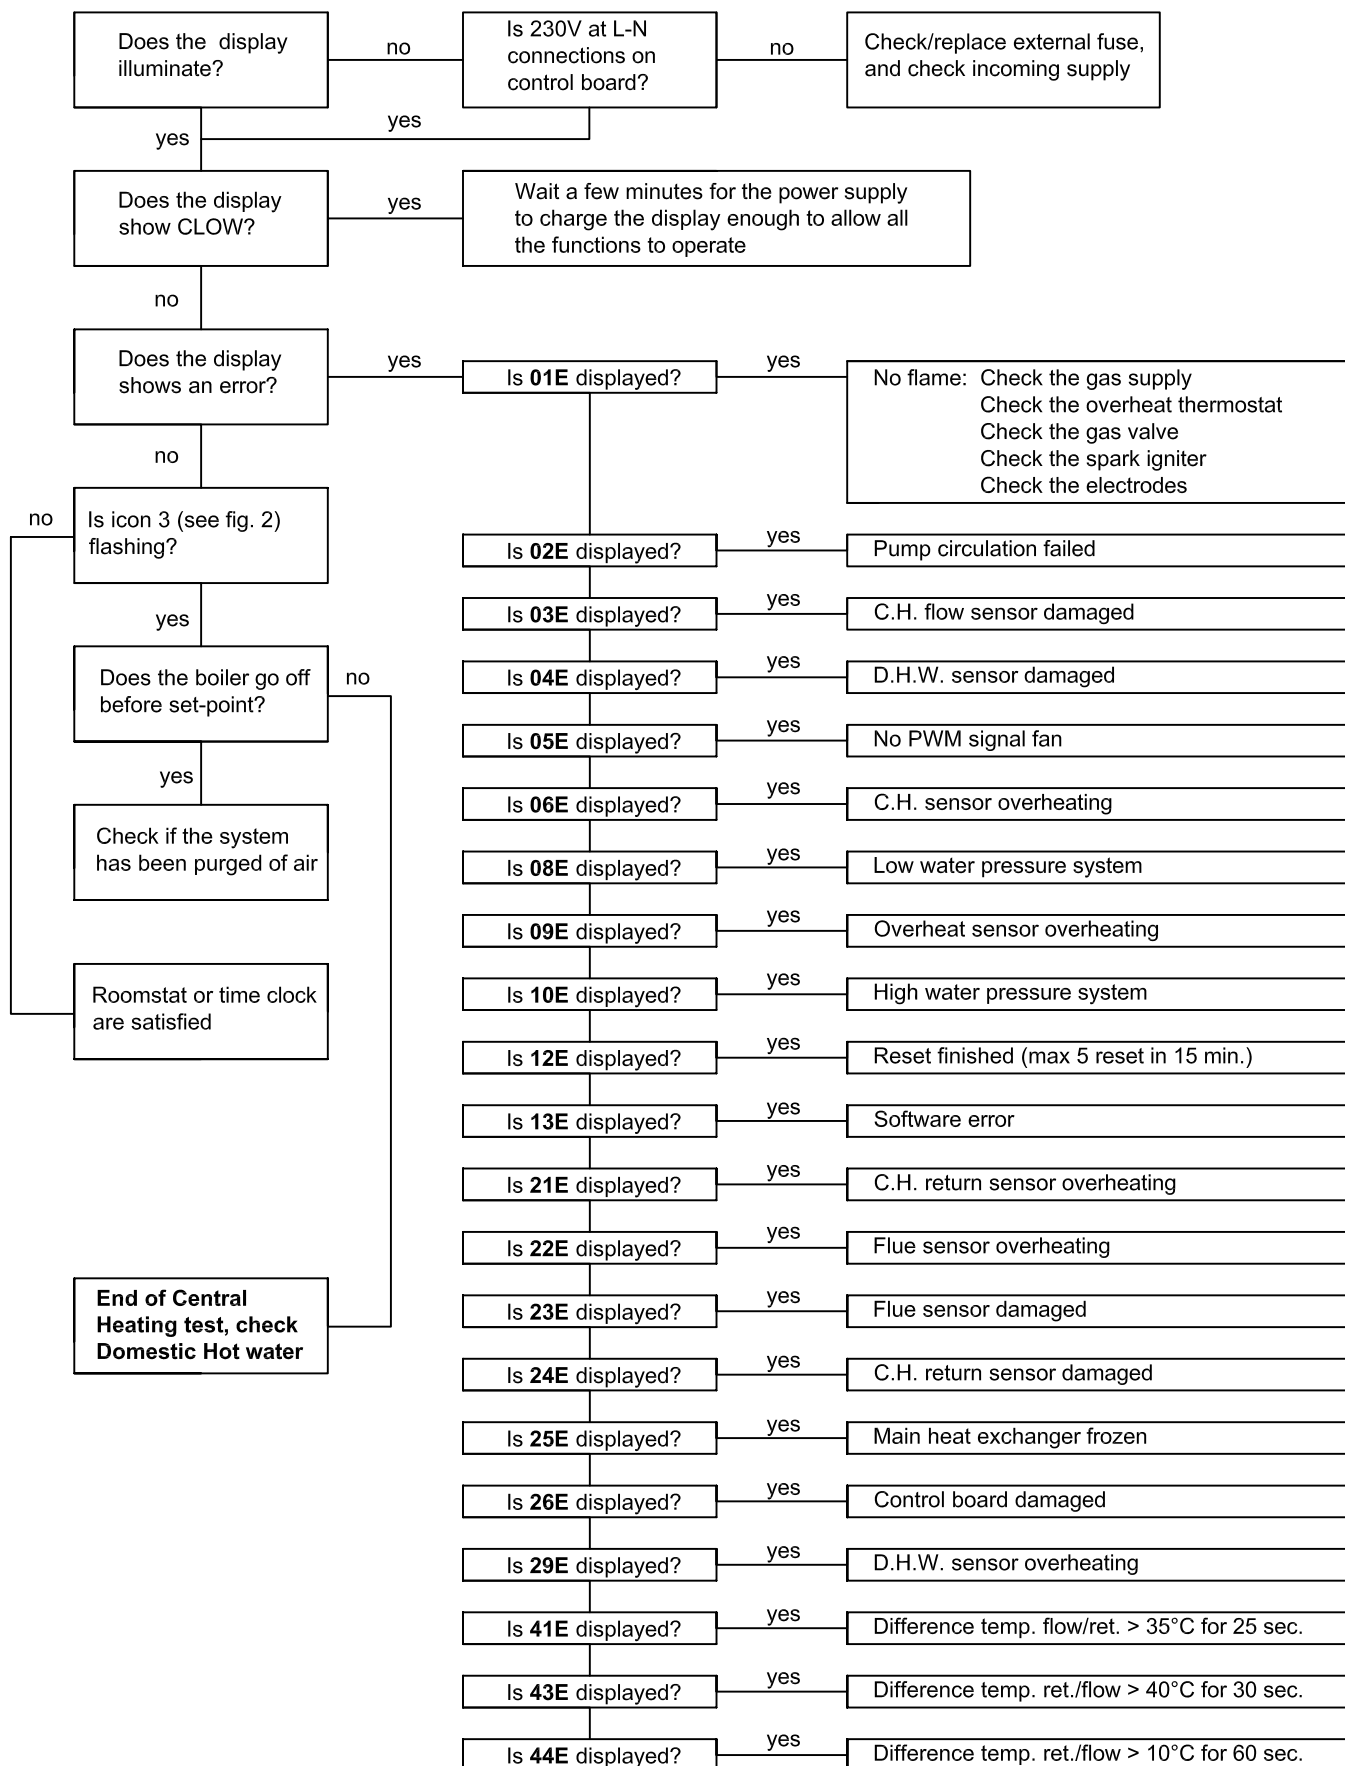 Does the display
illuminate?
no
Is 230V at L-N
connections on
control board?
no
Check/replace external fuse,
and check incoming supply
yes
yes
Does the display
show CLOW?
yes
Wait a few minutes for the power supply
to charge the display enough to allow all
the functions to operate
no
Does the display
shows an error?
yes
Is 01E displayed?
yes
No flame: Check the gas supply
Check the overheat thermostat
Check the gas valve
Check the spark igniter
Check the electrodes
no
no
Is icon 3 (see fig. 2)
flashing?
yes
Does the boiler go off
before set-point?
no
yes
Check if the system
has been purged of air
Roomstat or time clock
are satisfied
End of Central
Heating test, check
Domestic Hot water
Is 02E displayed?
yes
Pump circulation failed
Is 03E displayed?
yes
C.H. flow sensor damaged
Is 04E displayed?
yes
D.H.W. sensor damaged
Is 05E displayed?
yes
No PWM signal fan
Is 06E displayed?
yes
C.H. sensor overheating
Is 08E displayed?
yes
Low water pressure system
Is 09E displayed?
yes
Overheat sensor overheating
Is 10E displayed?
yes
High water pressure system
Is 12E displayed?
yes
Reset finished (max 5 reset in 15 min.)
Is 13E displayed?
yes
Software error
Is 21E displayed?
yes
C.H. return sensor overheating
Is 22E displayed?
yes
Flue sensor overheating
Is 23E displayed?
yes
Flue sensor damaged
Is 24E displayed?
yes
C.H. return sensor damaged
Is 25E displayed?
yes
Main heat exchanger frozen
Is 26E displayed?
yes
Control board damaged
Is 29E displayed?
yes
D.H.W. sensor overheating
Is 41E displayed?
yes
Difference temp. flow/ret. > 35°C for 25 sec.
Is 43E displayed?
yes
Difference temp. ret./flow > 40°C for 30 sec.
Is 44E displayed?
yes
Difference temp. ret./flow > 10°C for 60 sec.